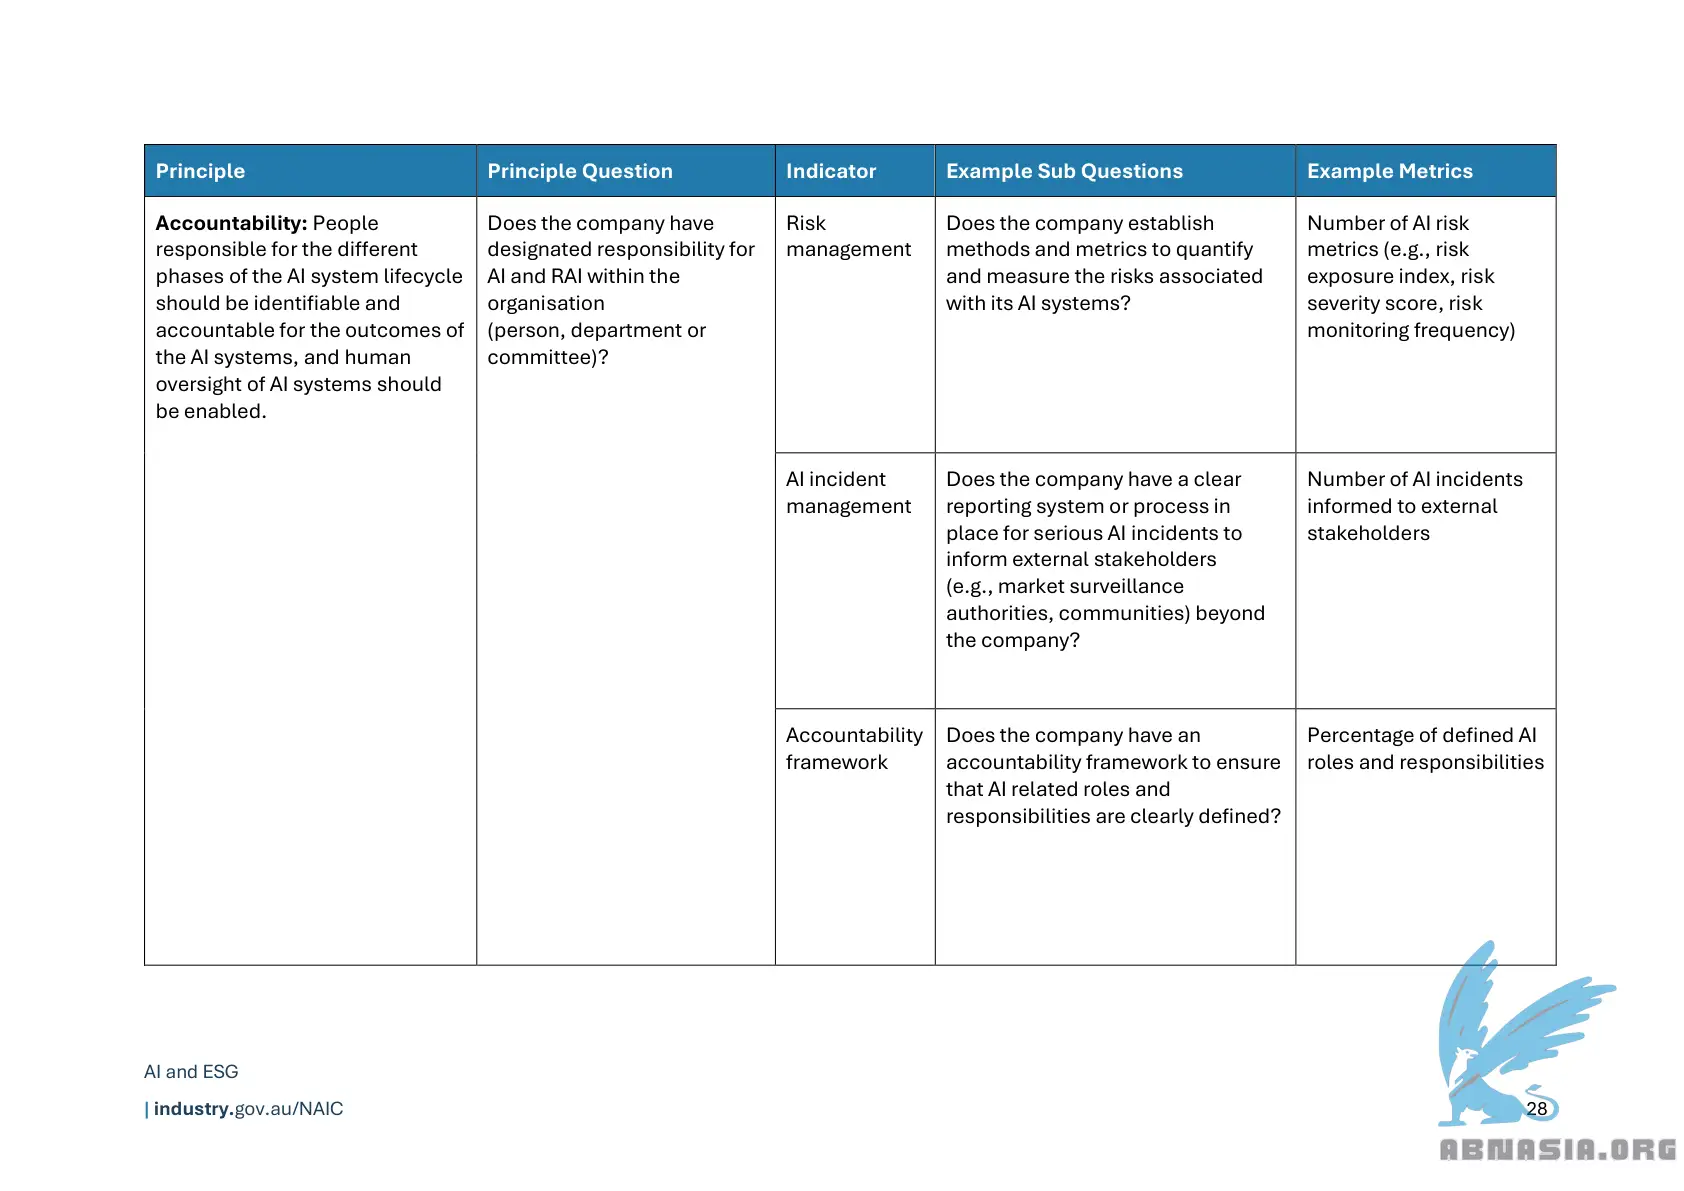 Principle
Principle Question
Indicator
Example Sub Questions
Example Metrics
Accountability: People
responsible for the different
phases of the AI system lifecycle
should be identifiable and
accountable for the outcomes of
the AI systems, and human
oversight of AI systems should
be enabled.
Does the company have
designated responsibility for
AI and RAI within the
organisation
(person, department or
committee)?
Risk
management
Does the company establish
methods and metrics to quantify
and measure the risks associated
with its AI systems?
Number of AI risk
metrics (e.g., risk
exposure index, risk
severity score, risk
monitoring frequency)
AI incident
management
Does the company have a clear
reporting system or process in
place for serious AI incidents to
inform external stakeholders
(e.g., market surveillance
authorities, communities) beyond
the company?
Number of AI incidents
informed to external
stakeholders
Accountability
framework
Does the company have an
accountability framework to ensure
that AI related roles and
responsibilities are clearly defined?
Percentage of defined AI
roles and responsibilities
AI and ESG
| industry.gov.au/NAIC
28
ABNASIA.ORG